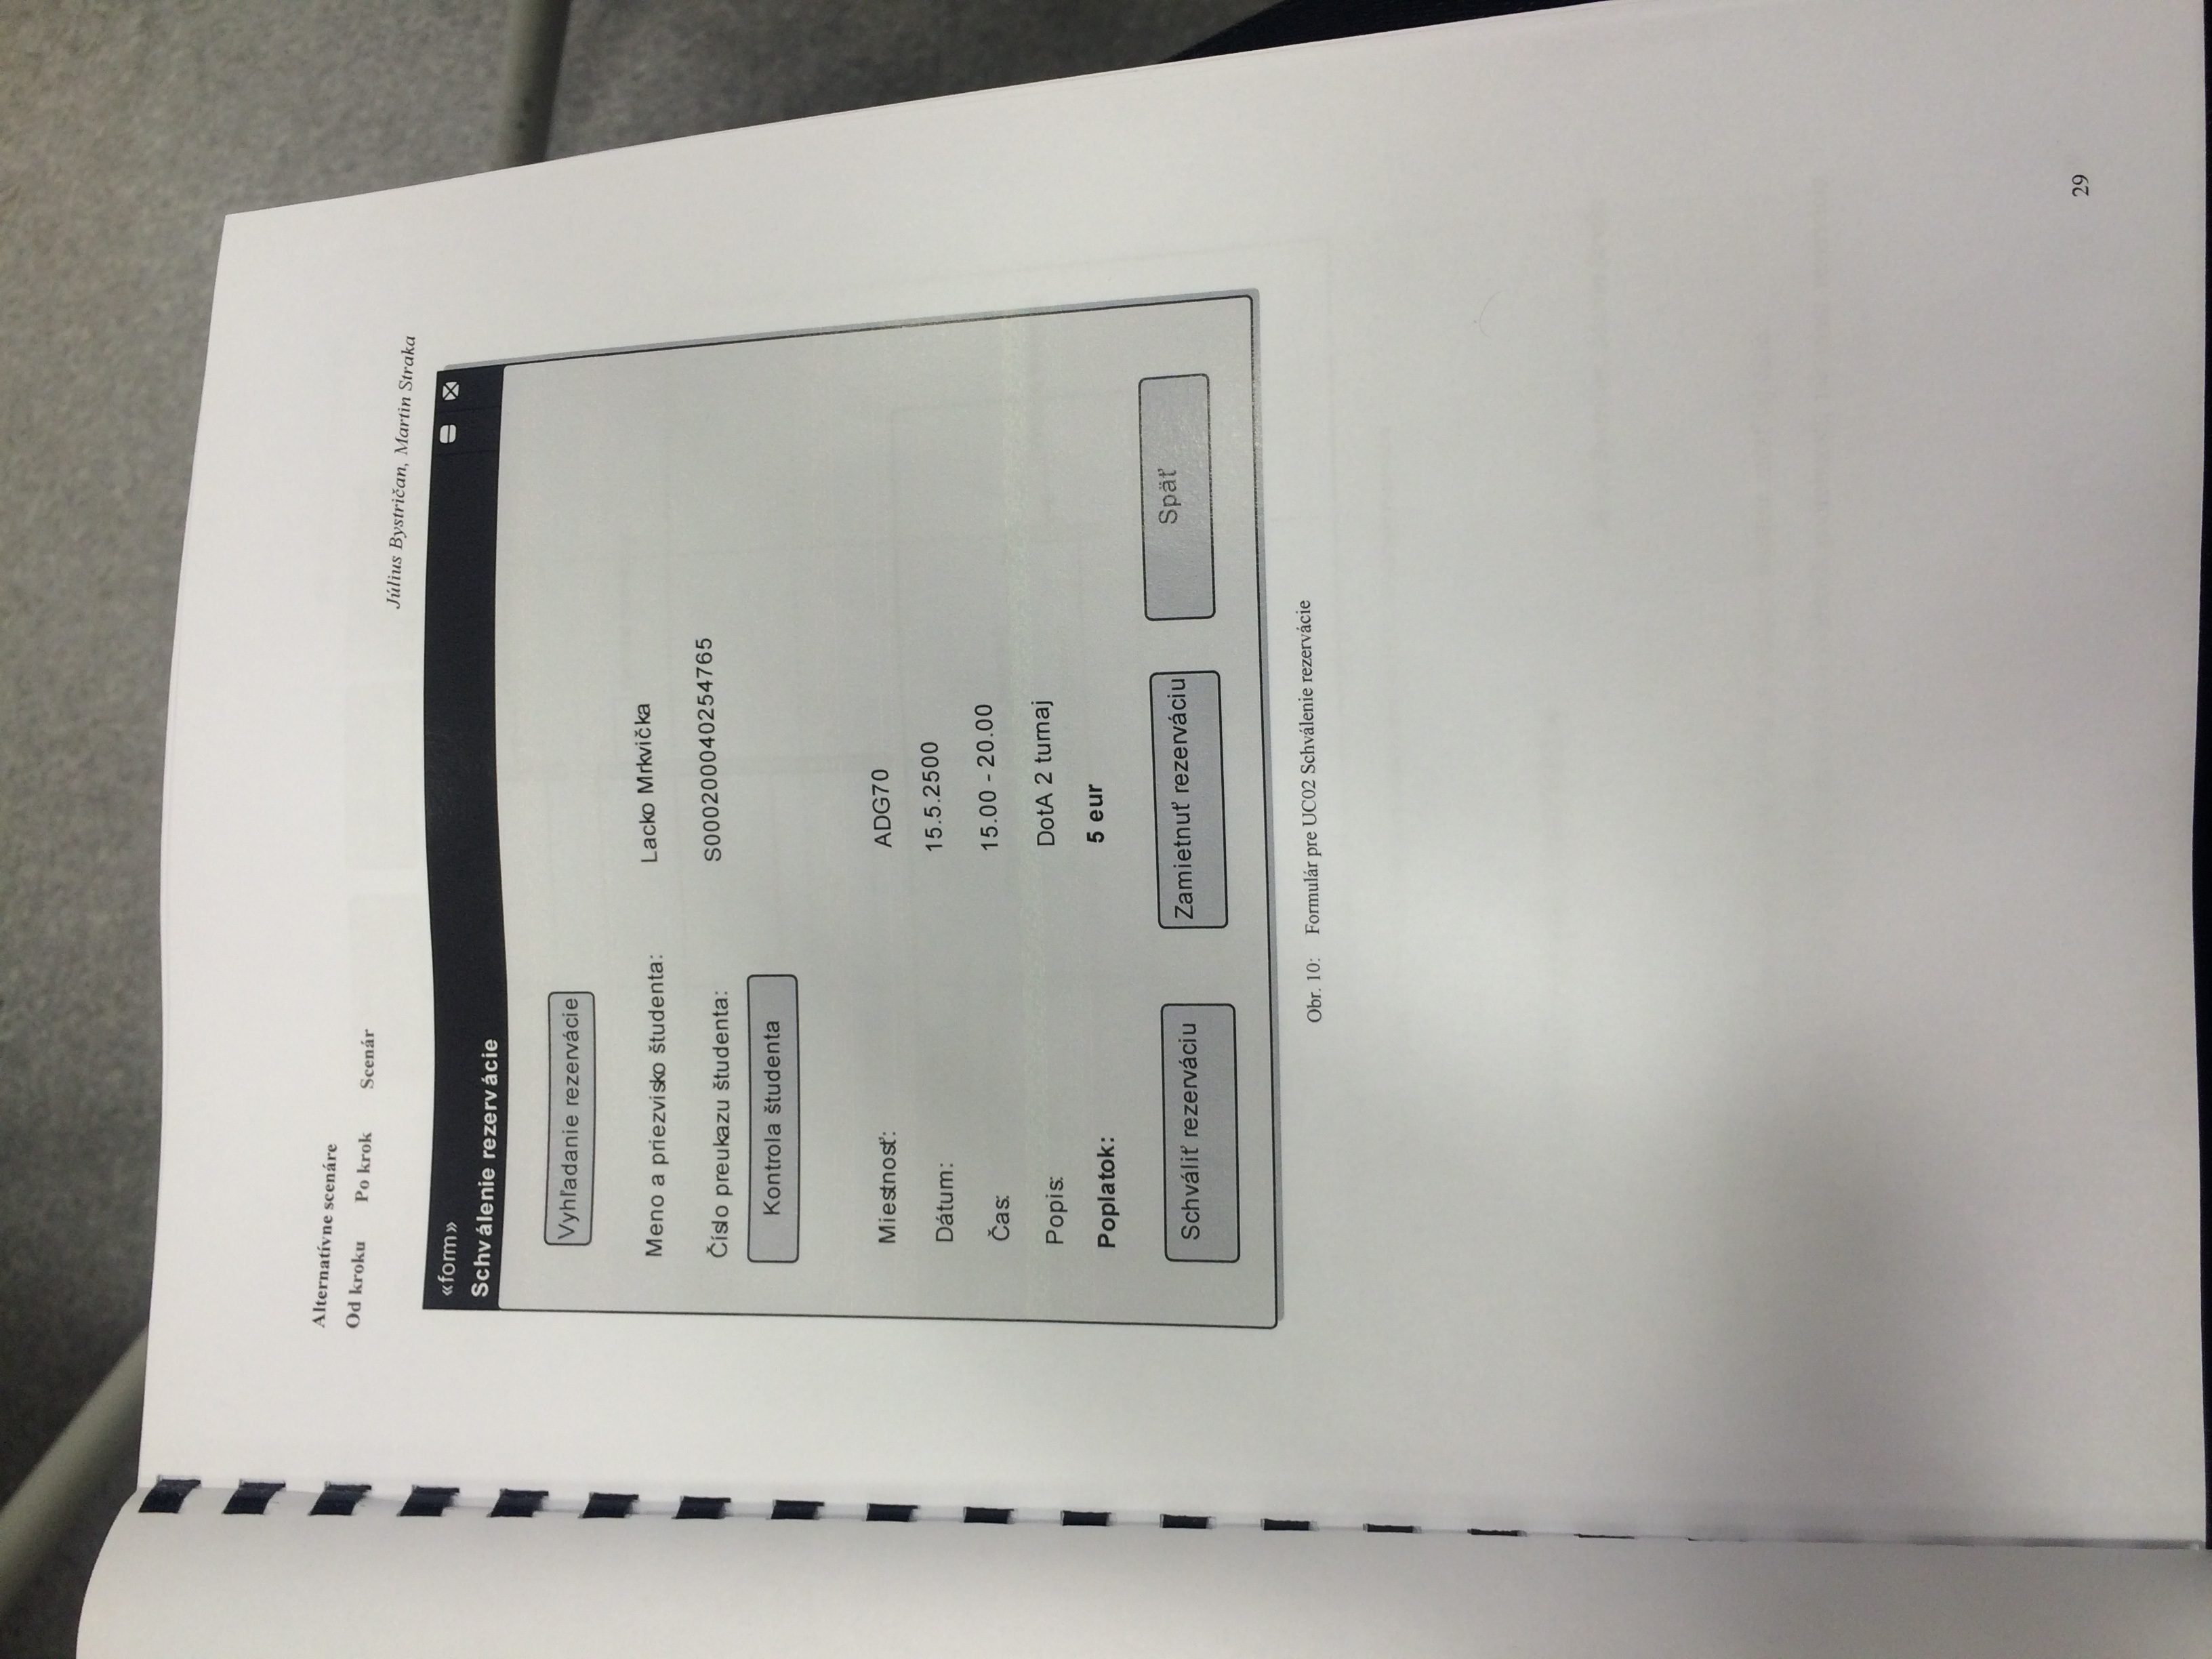 Alternatívne scenáre
Od kroku Po krok Scenár
Július Bystričan, Martin Straka
«form»
Schválenie rezervácie
Vyhľadanie rezervácie
Meno a priezvisko študenta: Lacko Mrkvička
Číslo preukazu študenta: S000200040254765
Kontrola študenta
Miestnosť: ADG70
Dátum: 15.5.2500
Čas: 15.00 - 20.00
Popis: DotA 2 turnaj
Poplatok: 5 eur
Schváliť rezerváciu Zamietnuť rezerváciu Späť
Obr. 10: Formulár pre UC02 Schválenie rezervácie
29